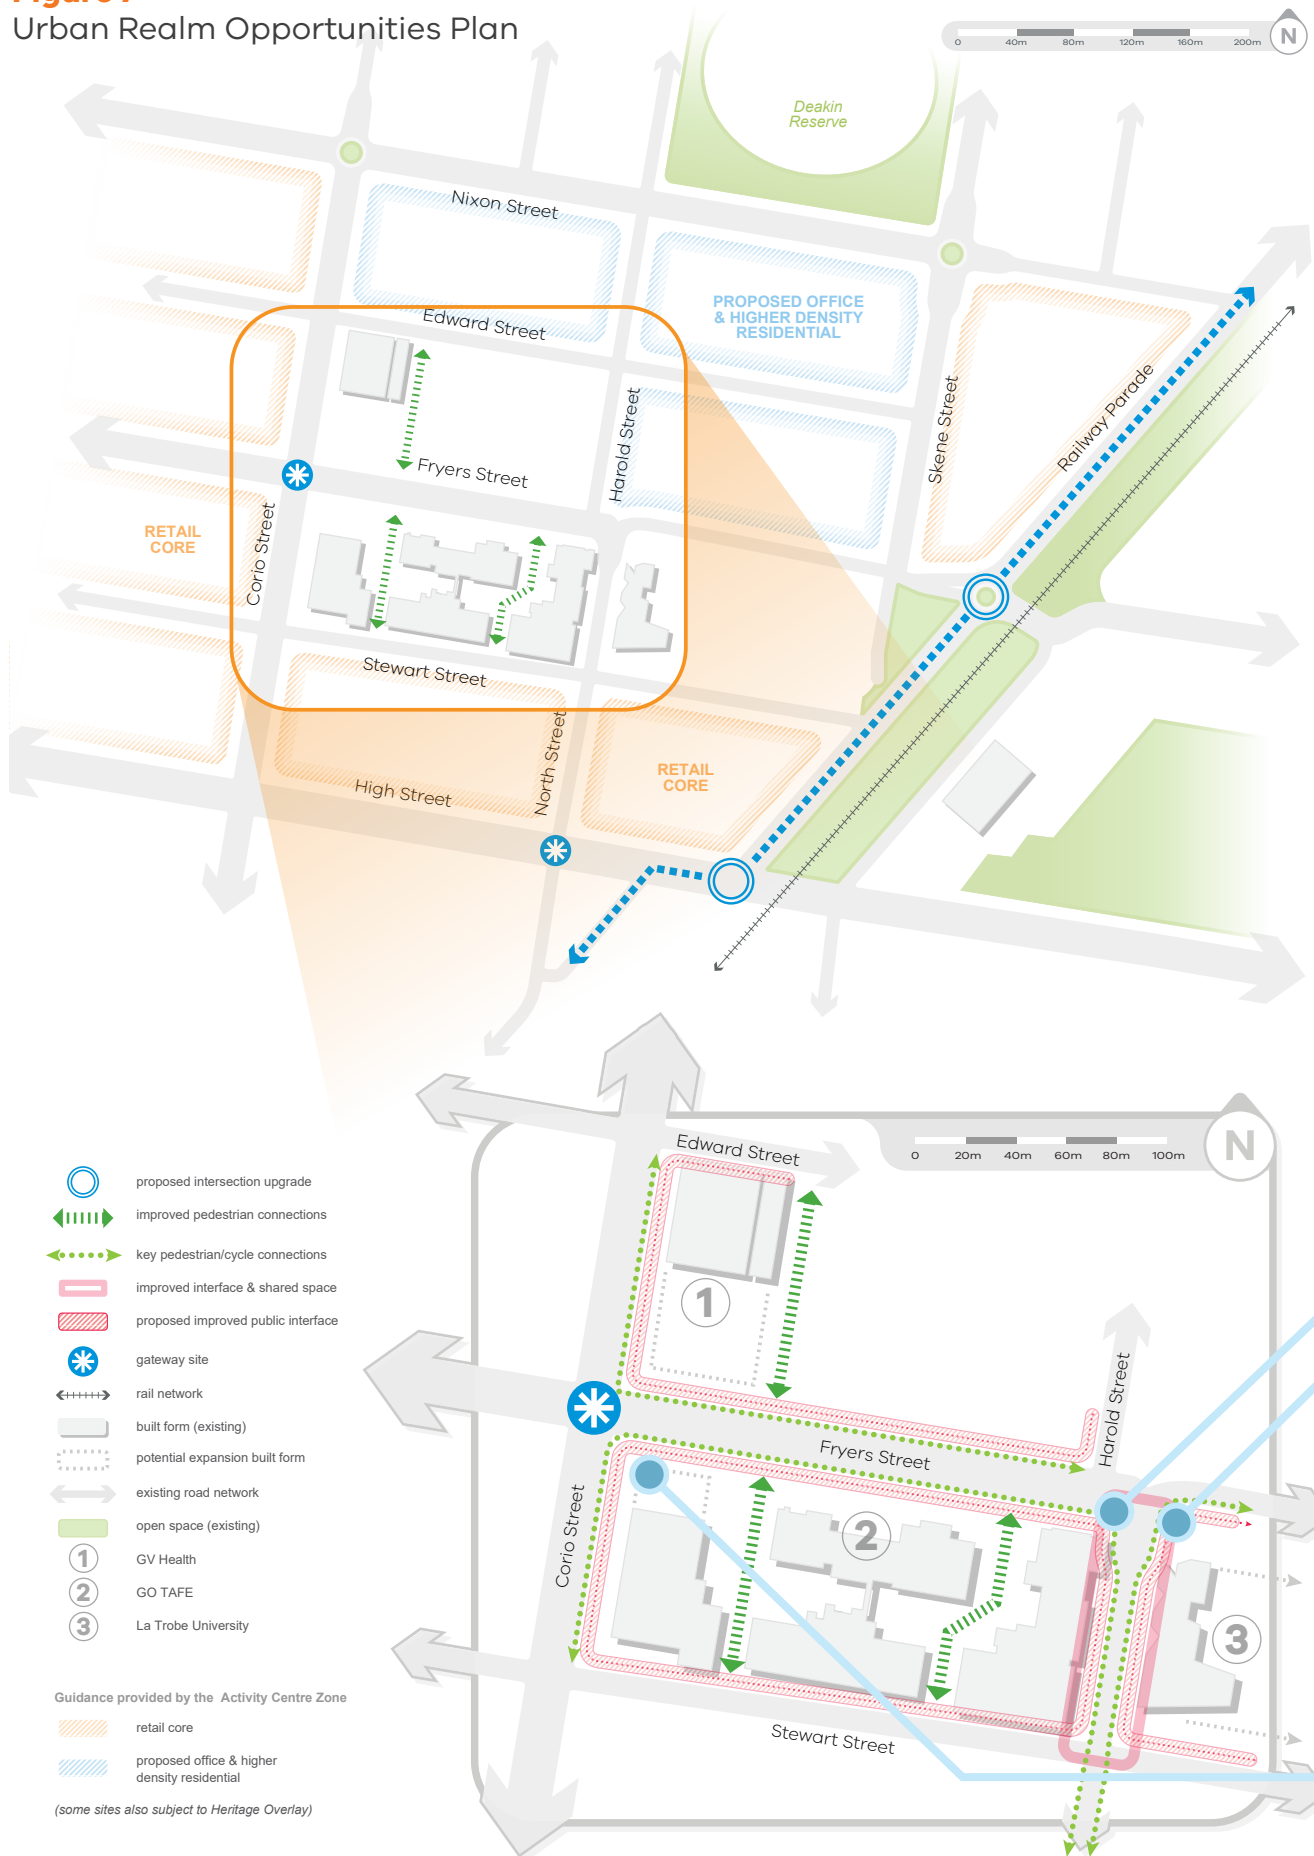 Figure 7
Urban Realm Opportunities Plan
0 40m 80m 120m 160m 200m
N
Deakin
Reserve
Nixon Street
PROPOSED OFFICE
& HIGHER DENSITY
RESIDENTIAL
Edward Street
Harold Street
Skene Street
Railway Parade
Fryers Street
RETAIL
CORE
Corio Street
Stewart Street
North Street
RETAIL
CORE
High Street
Edward Street
0 20m 40m 60m 80m 100m
N
1
Harold Street
Fryers Street
Corio Street
2
3
Stewart Street
proposed intersection upgrade
improved pedestrian connections
key pedestrian/cycle connections
improved interface & shared space
proposed improved public interface
gateway site
rail network
built form (existing)
potential expansion built form
existing road network
open space (existing)
1 GV Health
2 GO TAFE
3 La Trobe University
Guidance provided by the Activity Centre Zone
retail core
proposed office & higher
density residential
(some sites also subject to Heritage Overlay)